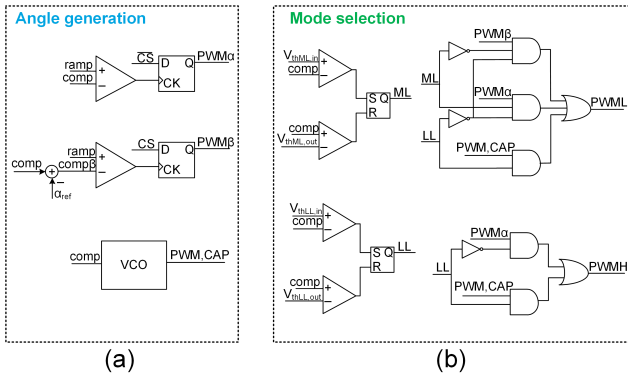 Angle generation
ramp
comp
+
−
CS
D Q
CK
PWMα
comp
+
−
αref
ramp
compβ
+
−
CS
D Q
CK
PWMβ
comp
VCO
PWM,CAP
(a)
Mode selection
VthML,in
comp
+
−
comp
VthML,out
+
−
S Q
R
ML
PWMβ
ML
PWMα
LL
PWM,CAP
PWML
VthLL,in
comp
+
−
comp
VthLL,out
+
−
S Q
R
LL
PWMα
LL
PWM,CAP
PWMH
(b)